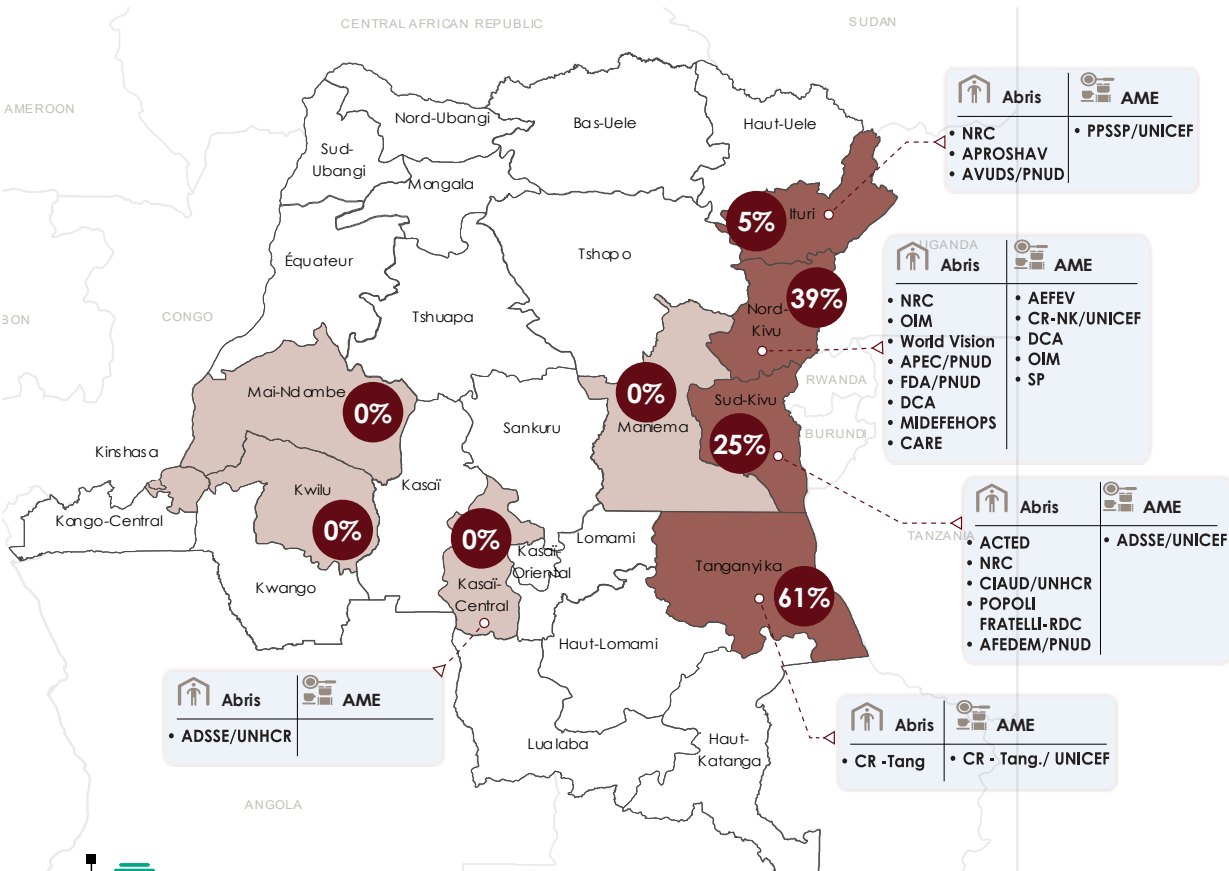 CENTRAL AFRICAN REPUBLIC
SUDAN
AMEROON
Nord-Ubangi
Bas-Uele
Haut-Uele
Sud-
Ubangi
Mongala
Abris
AME
• NRC
• APROSHAV
• AVUDS/PNUD
• PPSSP/UNICEF
5%
Ituri
Équateur
Tshopo
UGANDA
39%
Nord-
Kivu
Abris
AME
• NRC
• OIM
• World Vision
• APEC/PNUD
• FDA/PNUD
• DCA
• MIDEFEHOPS
• CARE
• AEFEV
• CR-NK/UNICEF
• DCA
• OIM
• SP
BON
CONGO
Tshuapa
RWANDA
BURUNDI
Mai-Ndombe
0%
0%
Maniema
Sud-Kivu
25%
Sankuru
Kinshasa
Kasaï
Kwilu
0%
Kongo-Central
Kwango
0%
Kasaï-
Oriental
Kasaï-
Central
Lomami
Tanganyika
61%
TANZANIA
Abris
AME
• ACTED
• NRC
• CIAUD/UNHCR
• POPOLI
FRATELLI-RDC
• AFEDEM/PNUD
• ADSSE/UNICEF
Haut-Lomami
Abris
AME
• ADSSE/UNHCR
Lualaba
Haut-
Katanga
Abris
AME
• CR -Tang
• CR - Tang./ UNICEF
ANGOLA